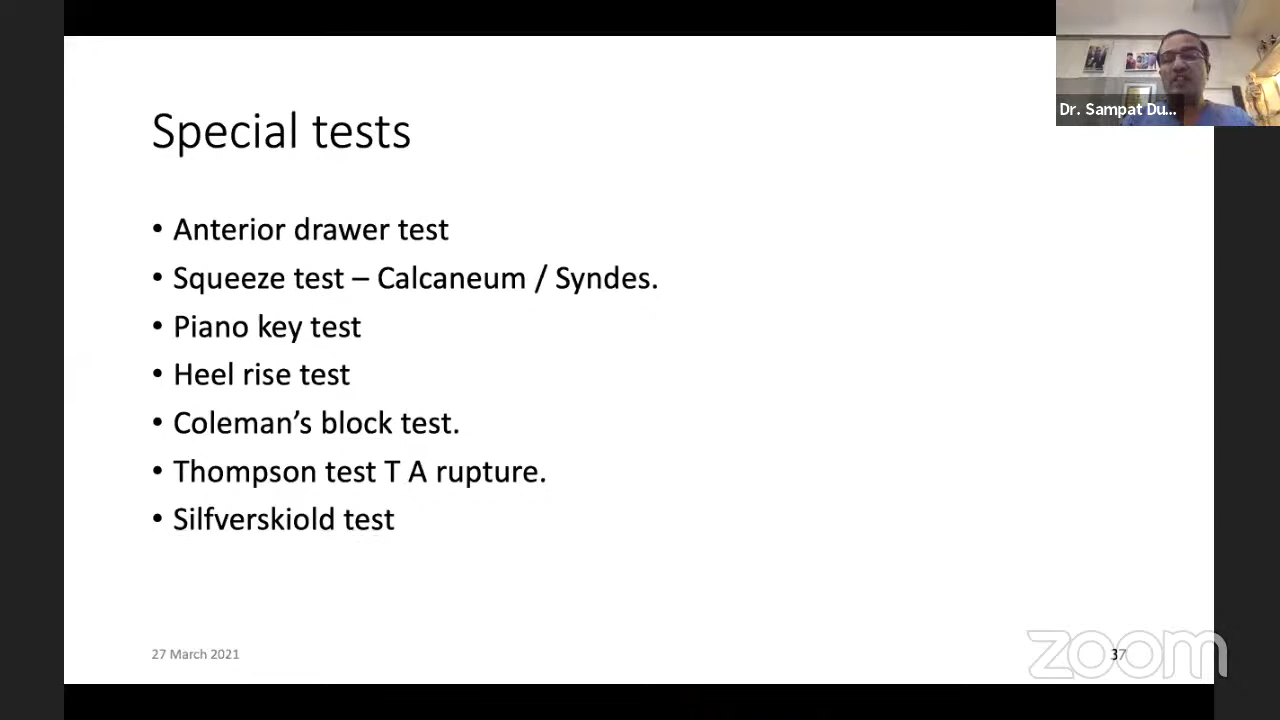 Dr. Sampat Du...
Special tests
• Anterior drawer test
• Squeeze test – Calcaneum / Syndes.
• Piano key test
• Heel rise test
• Coleman’s block test.
• Thompson test T A rupture.
• Silfverskiold test
27 March 2021
37
zoom